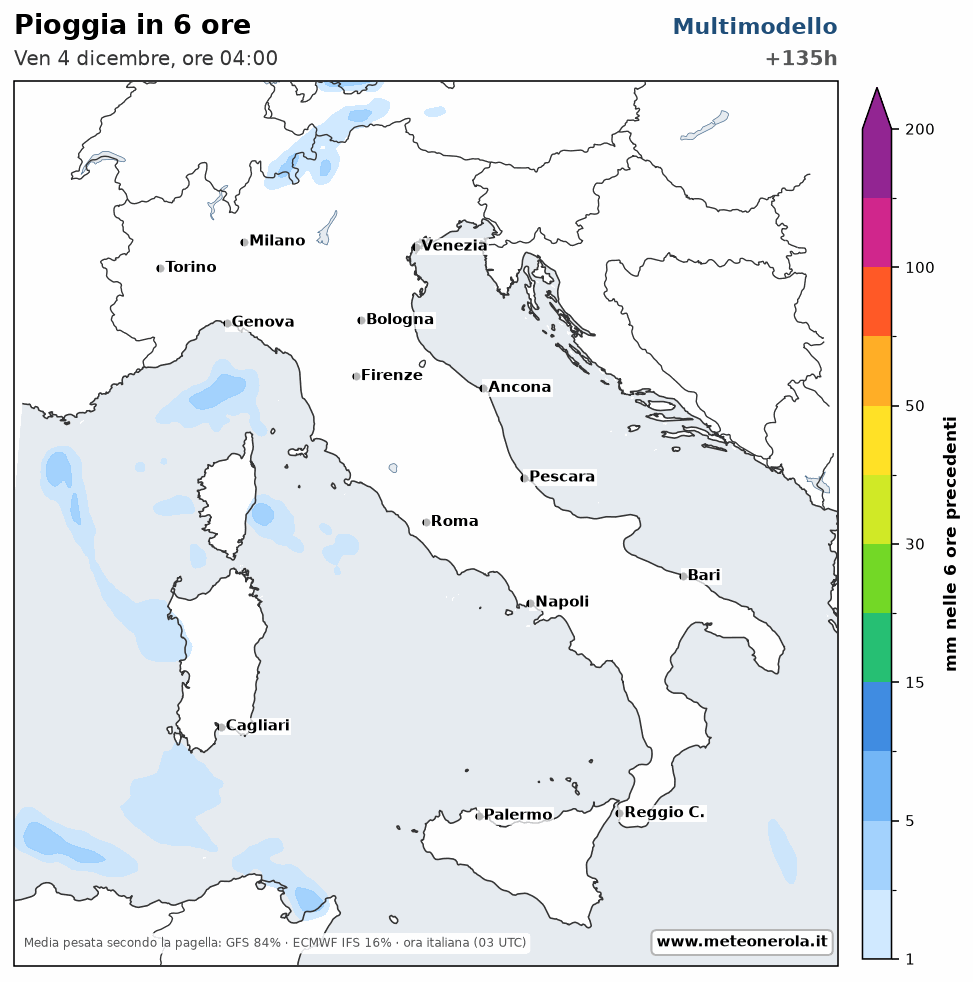 Pioggia in 6 ore
Multimodello
Ven 4 dicembre, ore 04:00
+135h
Milano
Venezia
Torino
Genova
Bologna
Firenze
Ancona
Pescara
Roma
Bari
Napoli
Cagliari
Palermo
Reggio C.
Media pesata secondo la pagella: GFS 84% · ECMWF IFS 16% · ora italiana (03 UTC)
www.meteonerola.it
200
100
50
30
15
5
1
mm nelle 6 ore precedenti